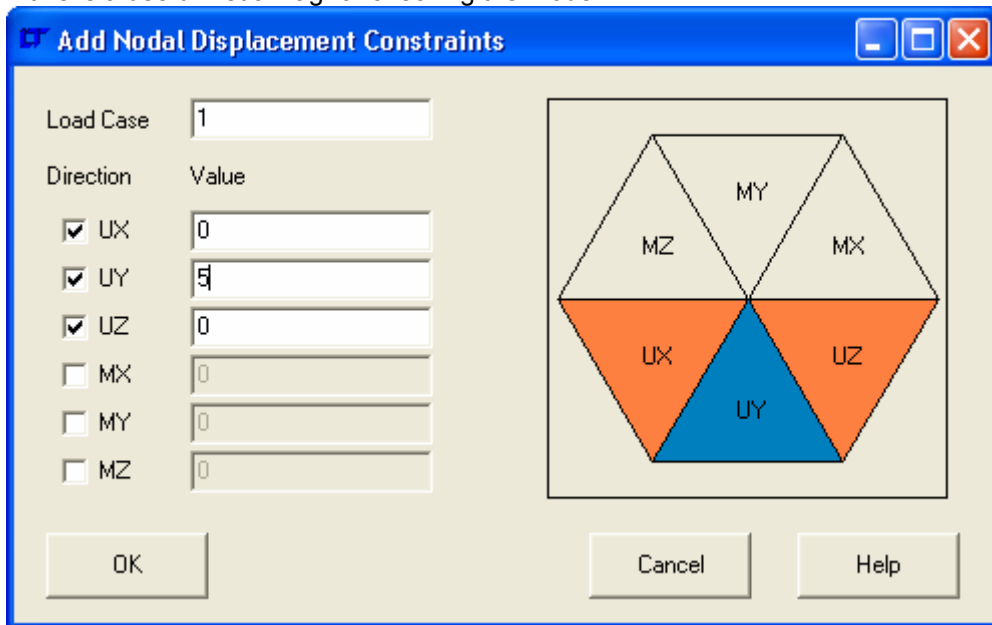 Add Nodal Displacement Constraints
Load Case 1
Direction Value
UX 0
UY 5
UZ 0
MX 0
MY 0
MZ 0
MY
MZ MX
UX UZ
UY
OK Cancel Help